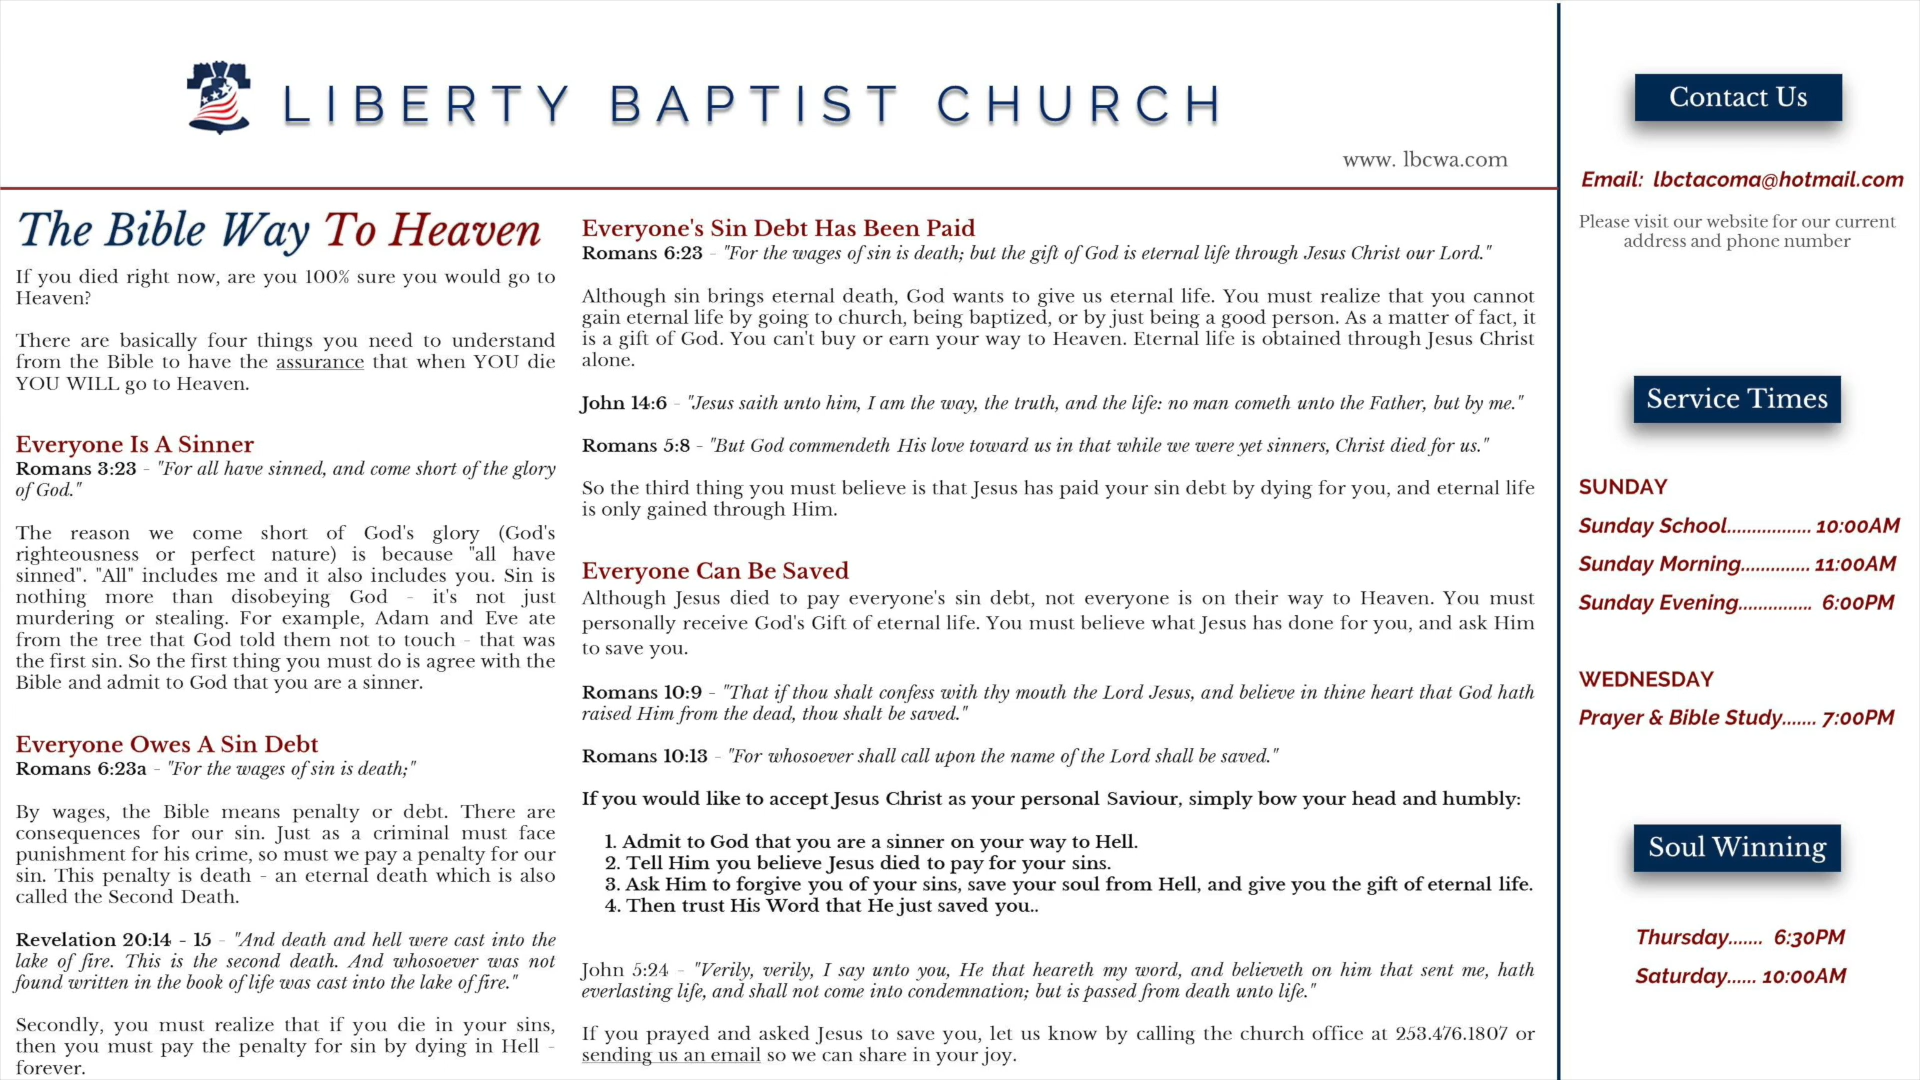 LIBERTY BAPTIST CHURCH
www. lbcwa.com
The Bible Way To Heaven
If you died right now, are you 100% sure you would go to
Heaven?
There are basically four things you need to understand
from the Bible to have the assurance that when YOU die
YOU WILL go to Heaven.
Everyone Is A Sinner
Romans 3:23 - "For all have sinned, and come short of the glory
of God."
The reason we come short of God's glory (God's
righteousness or perfect nature) is because "all have
sinned". "All" includes me and it also includes you. Sin is
nothing more than disobeying God - it's not just
murdering or stealing. For example, Adam and Eve ate
from the tree that God told them not to touch - that was
the first sin. So the first thing you must do is agree with the
Bible and admit to God that you are a sinner.
Everyone Owes A Sin Debt
Romans 6:23a - "For the wages of sin is death;"
By wages, the Bible means penalty or debt. There are
consequences for our sin. Just as a criminal must face
punishment for his crime, so must we pay a penalty for our
sin. This penalty is death - an eternal death which is also
called the Second Death.
Revelation 20:14 - 15 - "And death and hell were cast into the
lake of fire. This is the second death. And whosoever was not
found written in the book of life was cast into the lake of fire."
Secondly, you must realize that if you die in your sins,
then you must pay the penalty for sin by dying in Hell -
forever.
Everyone's Sin Debt Has Been Paid
Romans 6:23 - "For the wages of sin is death; but the gift of God is eternal life through Jesus Christ our Lord."
Although sin brings eternal death, God wants to give us eternal life. You must realize that you cannot
gain eternal life by going to church, being baptized, or by just being a good person. As a matter of fact, it
is a gift of God. You can't buy or earn your way to Heaven. Eternal life is obtained through Jesus Christ
alone.
John 14:6 - "Jesus saith unto him, I am the way, the truth, and the life: no man cometh unto the Father, but by me."
Romans 5:8 - "But God commendeth His love toward us in that while we were yet sinners, Christ died for us."
So the third thing you must believe is that Jesus has paid your sin debt by dying for you, and eternal life
is only gained through Him.
Everyone Can Be Saved
Although Jesus died to pay everyone's sin debt, not everyone is on their way to Heaven. You must
personally receive God's Gift of eternal life. You must believe what Jesus has done for you, and ask Him
to save you.
Romans 10:9 - "That if thou shalt confess with thy mouth the Lord Jesus, and believe in thine heart that God hath
raised Him from the dead, thou shalt be saved."
Romans 10:13 - "For whosoever shall call upon the name of the Lord shall be saved."
If you would like to accept Jesus Christ as your personal Saviour, simply bow your head and humbly:
1. Admit to God that you are a sinner on your way to Hell.
2. Tell Him you believe Jesus died to pay for your sins.
3. Ask Him to forgive you of your sins, save your soul from Hell, and give you the gift of eternal life.
4. Then trust His Word that He just saved you..
John 5:24 - "Verily, verily, I say unto you, He that heareth my word, and believeth on him that sent me, hath
everlasting life, and shall not come into condemnation; but is passed from death unto life."
If you prayed and asked Jesus to save you, let us know by calling the church office at 253.476.1807 or
sending us an email so we can share in your joy.
Contact Us
Email: lbctacoma@hotmail.com
Please visit our website for our current
address and phone number
Service Times
SUNDAY
Sunday School................. 10:00AM
Sunday Morning.............. 11:00AM
Sunday Evening............... 6:00PM
WEDNESDAY
Prayer & Bible Study....... 7:00PM
Soul Winning
Thursday....... 6:30PM
Saturday...... 10:00AM